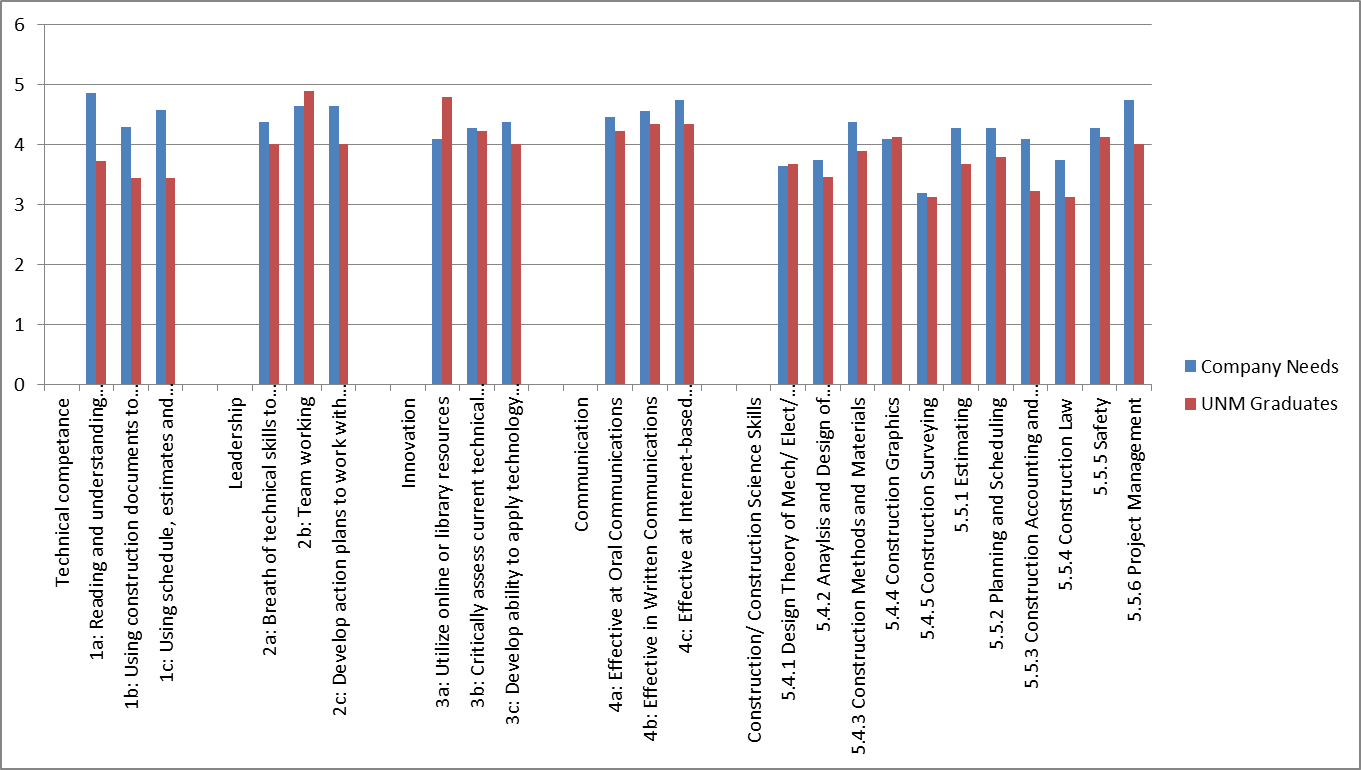 6
5
4
3
2
1
0
Technical competance
1a: Reading and understanding...
1b: Using construction documents to...
1c: Using schedule, estimates and...
Leadership
2a: Breath of technical skills to...
2b: Team working
2c: Develop action plans to work with...
Innovation
3a: Utilize online or library resources
3b: Critically assess current technical...
3c: Develop ability to apply technology...
Communication
4a: Effective at Oral Communications
4b: Effective in Written Communications
4c: Effective at Internet-based...
Construction/ Construction Science Skills
5.4.1 Design Theory of Mech/ Elect/...
5.4.2 Anaylsis and Design of...
5.4.3 Construction Methods and Materials
5.4.4 Construction Graphics
5.4.5 Construction Surveying
5.5.1 Estimating
5.5.2 Planning and Scheduling
5.5.3 Construction Accounting and...
5.5.4 Construction Law
5.5.5 Safety
5.5.6 Project Management
Company Needs
UNM Graduates